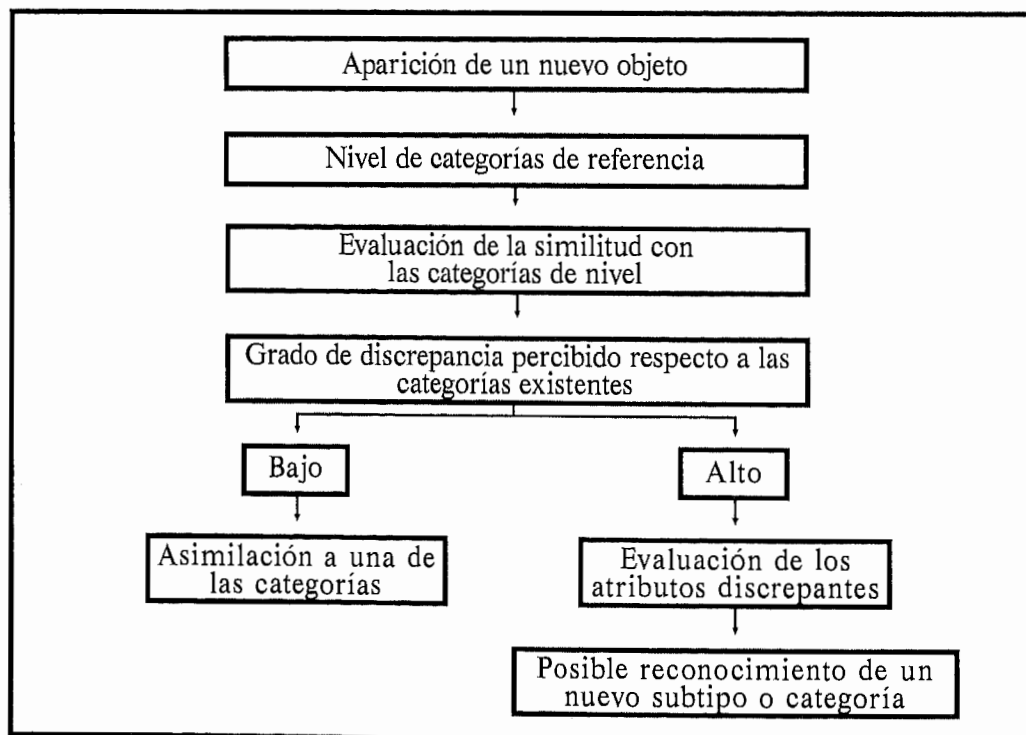 Aparición de un nuevo objeto
Nivel de categorías de referencia
Evaluación de la similitud con
las categorías de nivel
Grado de discrepancia percibido respecto a las
categorías existentes
Bajo
Alto
Asimilación a una de
las categorías
Evaluación de los
atributos discrepantes
Posible reconocimiento de un
nuevo subtipo o categoría